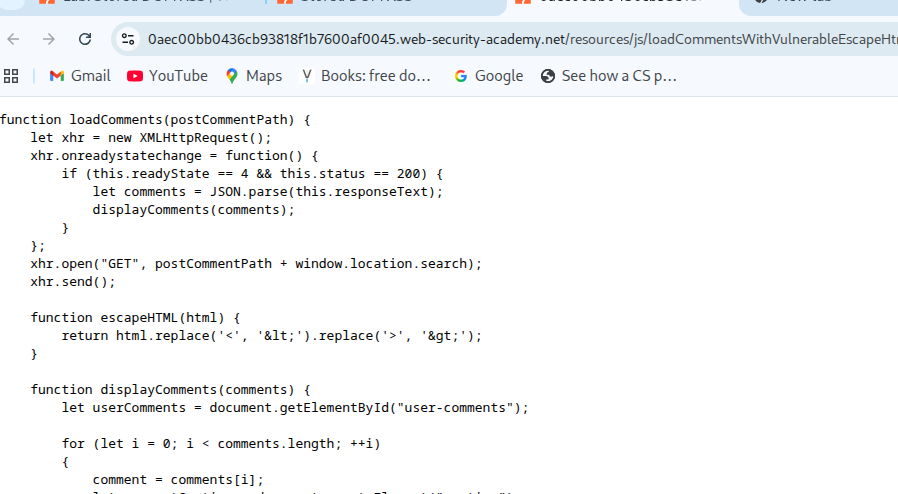 0aec00bb0436cb93818f1b7600af0045.web-security-academy.net/resources/js/loadCommentsWithVulnerableEscapeHt
Gmail YouTube Maps Books: free do... Google See how a CS p...
function loadComments(postCommentPath) {
    let xhr = new XMLHttpRequest();
    xhr.onreadystatechange = function() {
        if (this.readyState == 4 && this.status == 200) {
            let comments = JSON.parse(this.responseText);
            displayComments(comments);
        }
    };
    xhr.open("GET", postCommentPath + window.location.search);
    xhr.send();

    function escapeHTML(html) {
        return html.replace('<', '&lt;').replace('>', '&gt;');
    }

    function displayComments(comments) {
        let userComments = document.getElementById("user-comments");

        for (let i = 0; i < comments.length; ++i)
        {
            comment = comments[i];